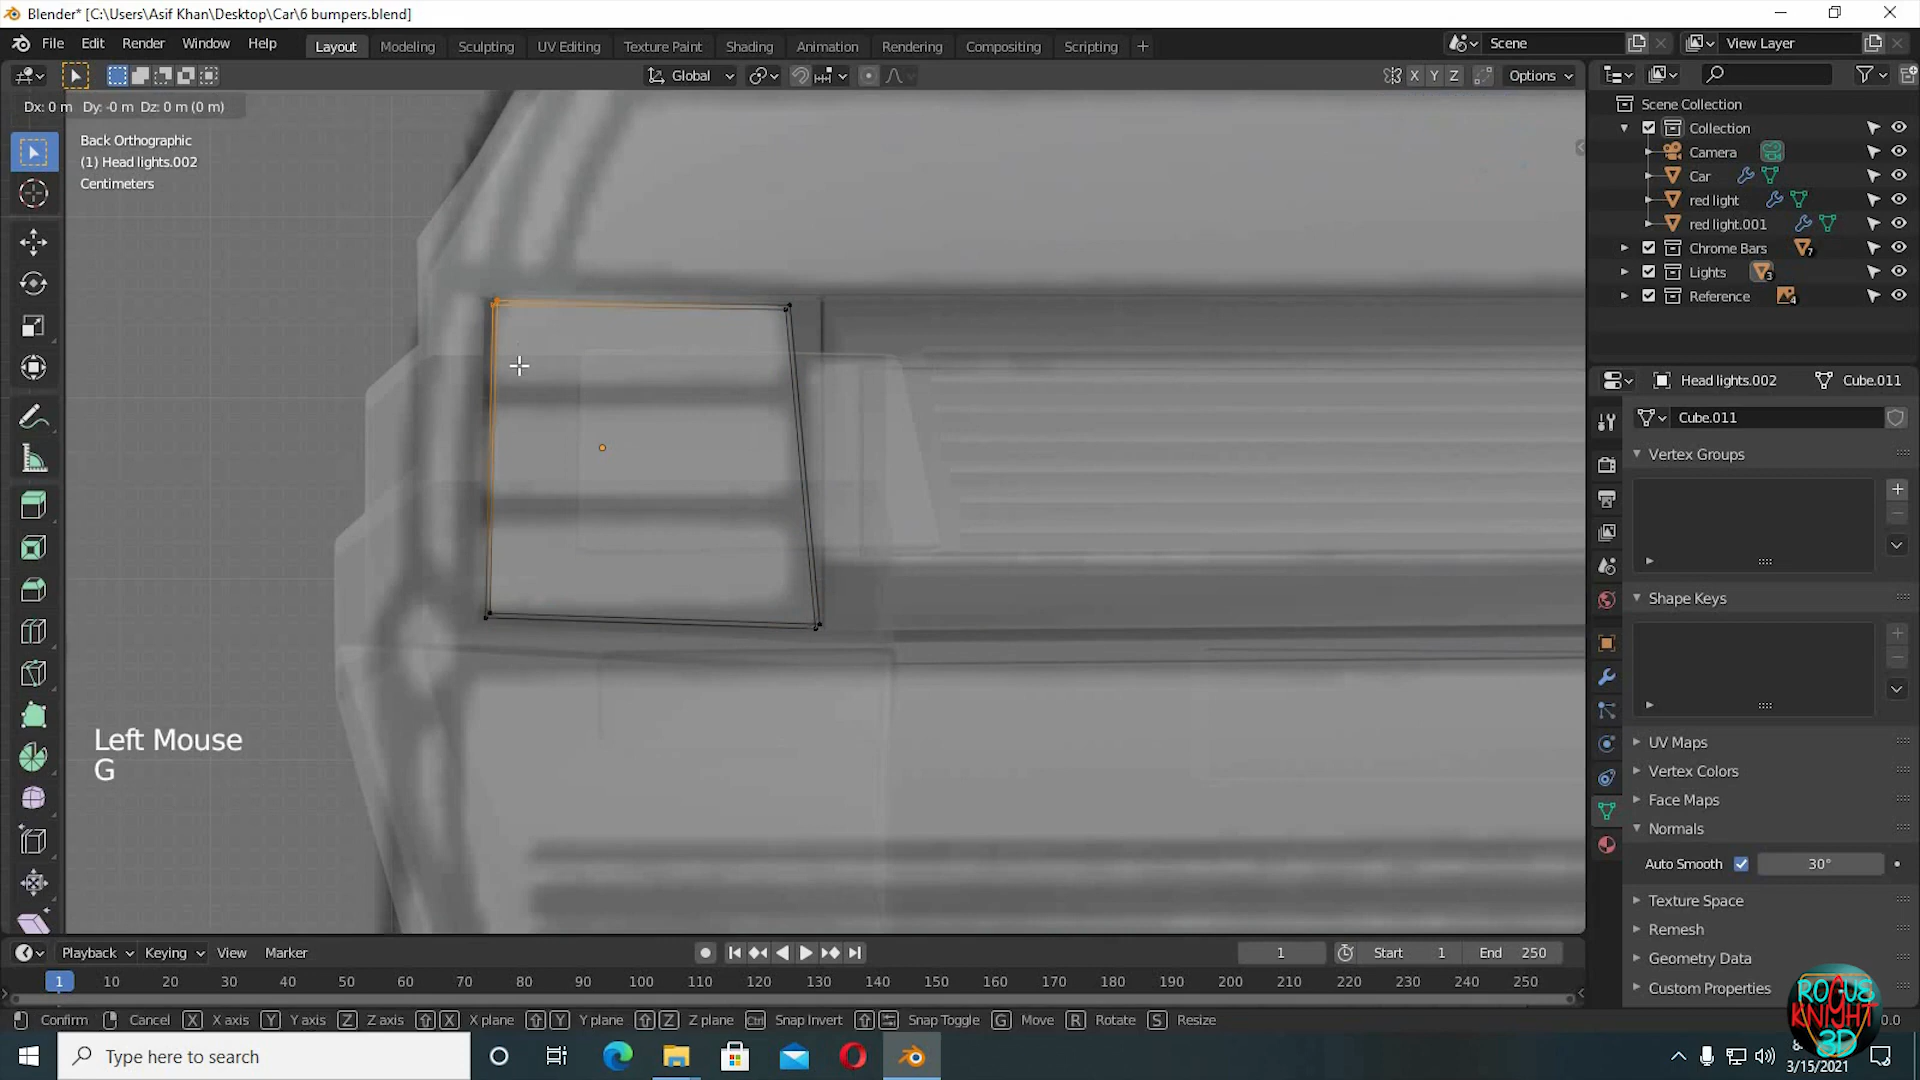 Blender* [C:\Users\Asif Khan\Desktop\Car\6 bumpers.blend]
File Edit Render Window Help Layout Modeling Sculpting UV Editing Texture Paint Shading Animation Rendering Compositing Scripting + Scene View Layer
Global X Y Z Options
Dx: 0 m Dy: -0 m Dz: 0 m (0 m)
Back Orthographic
(1) Head lights.002
Centimeters
Scene Collection
Collection
Camera
Car
red light
red light.001
Chrome Bars 7
Lights 3
Reference 4
Head lights.002 Cube.011
Cube.011
Vertex Groups
Shape Keys
UV Maps
Vertex Colors
Face Maps
Normals
Auto Smooth 30°
Texture Space
Remesh
Geometry Data
Custom Properties
Left Mouse
G
Playback Keying View Marker 1 Start 1 End 250
1 10 20 30 40 50 60 70 80 90 100 110 120 130 140 150 160 170 180 190 200 210 220 230 240 250
Confirm Cancel X X axis Y Y axis Z Z axis X X plane Y Y plane Z Z plane Ctrl Snap Invert Snap Toggle G Move R Rotate S Resize
ROGUE
KNIGHT
3D
Type here to search
3/15/2021